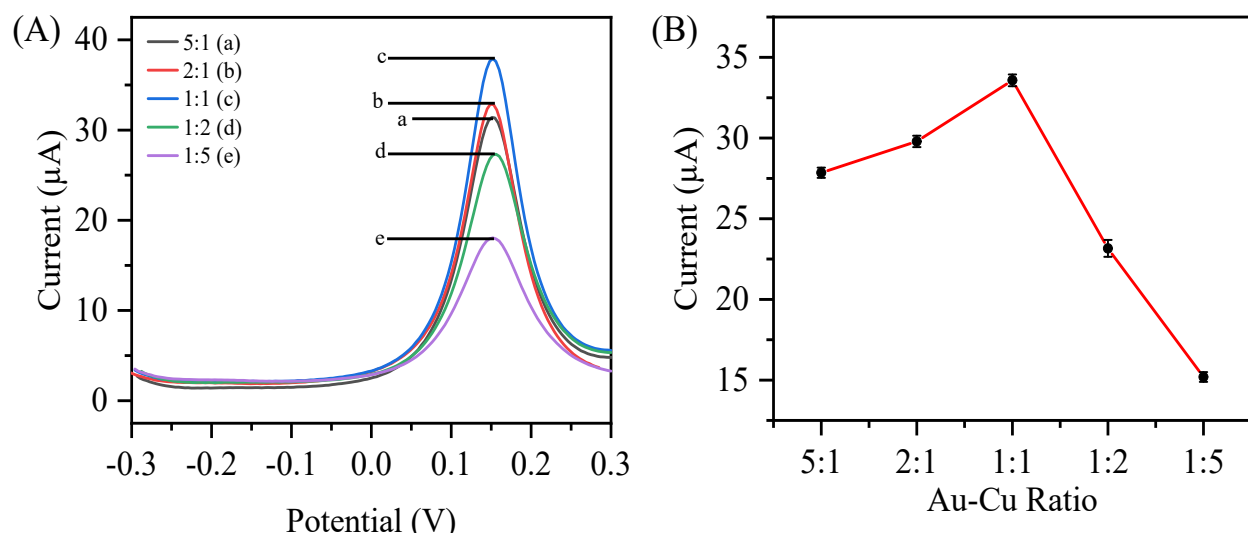 (A)
Current (μA)
40
30
20
10
0
5:1 (a)
2:1 (b)
1:1 (c)
1:2 (d)
1:5 (e)
c
b
a
d
e
-0.3
-0.2
-0.1
0.0
0.1
0.2
0.3
Potential (V)
(B)
Current (μA)
35
30
25
20
15
5:1
2:1
1:1
1:2
1:5
Au-Cu Ratio